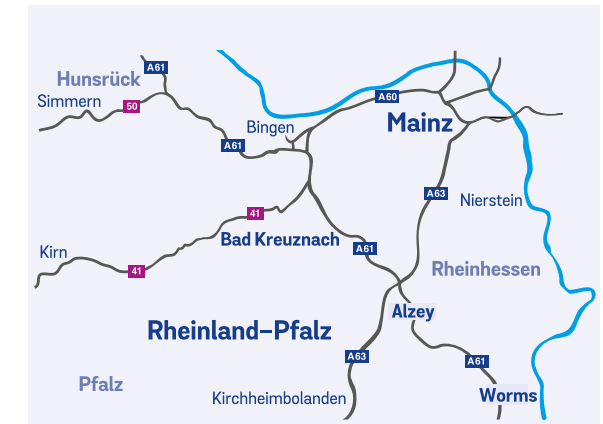 A61
Hunsrück
Simmern
50
A60
Mainz
Bingen
A61
A63
Nierstein
41
Bad Kreuznach
A61
Kirn
41
Rheinhessen
Alzey
Rheinland-Pfalz
A63
A61
Pfalz
Kirchheimbolanden
Worms